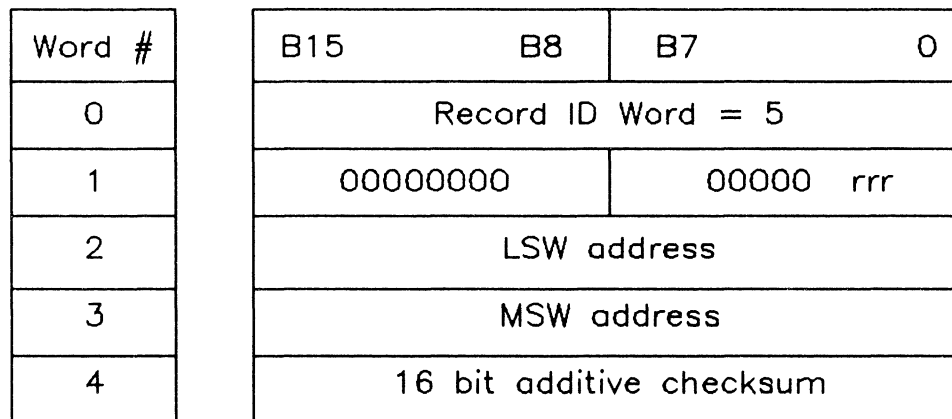 Word # B15 B8 B7 0
0 Record ID Word = 5
1 00000000 00000 rrr
2 LSW address
3 MSW address
4 16 bit additive checksum